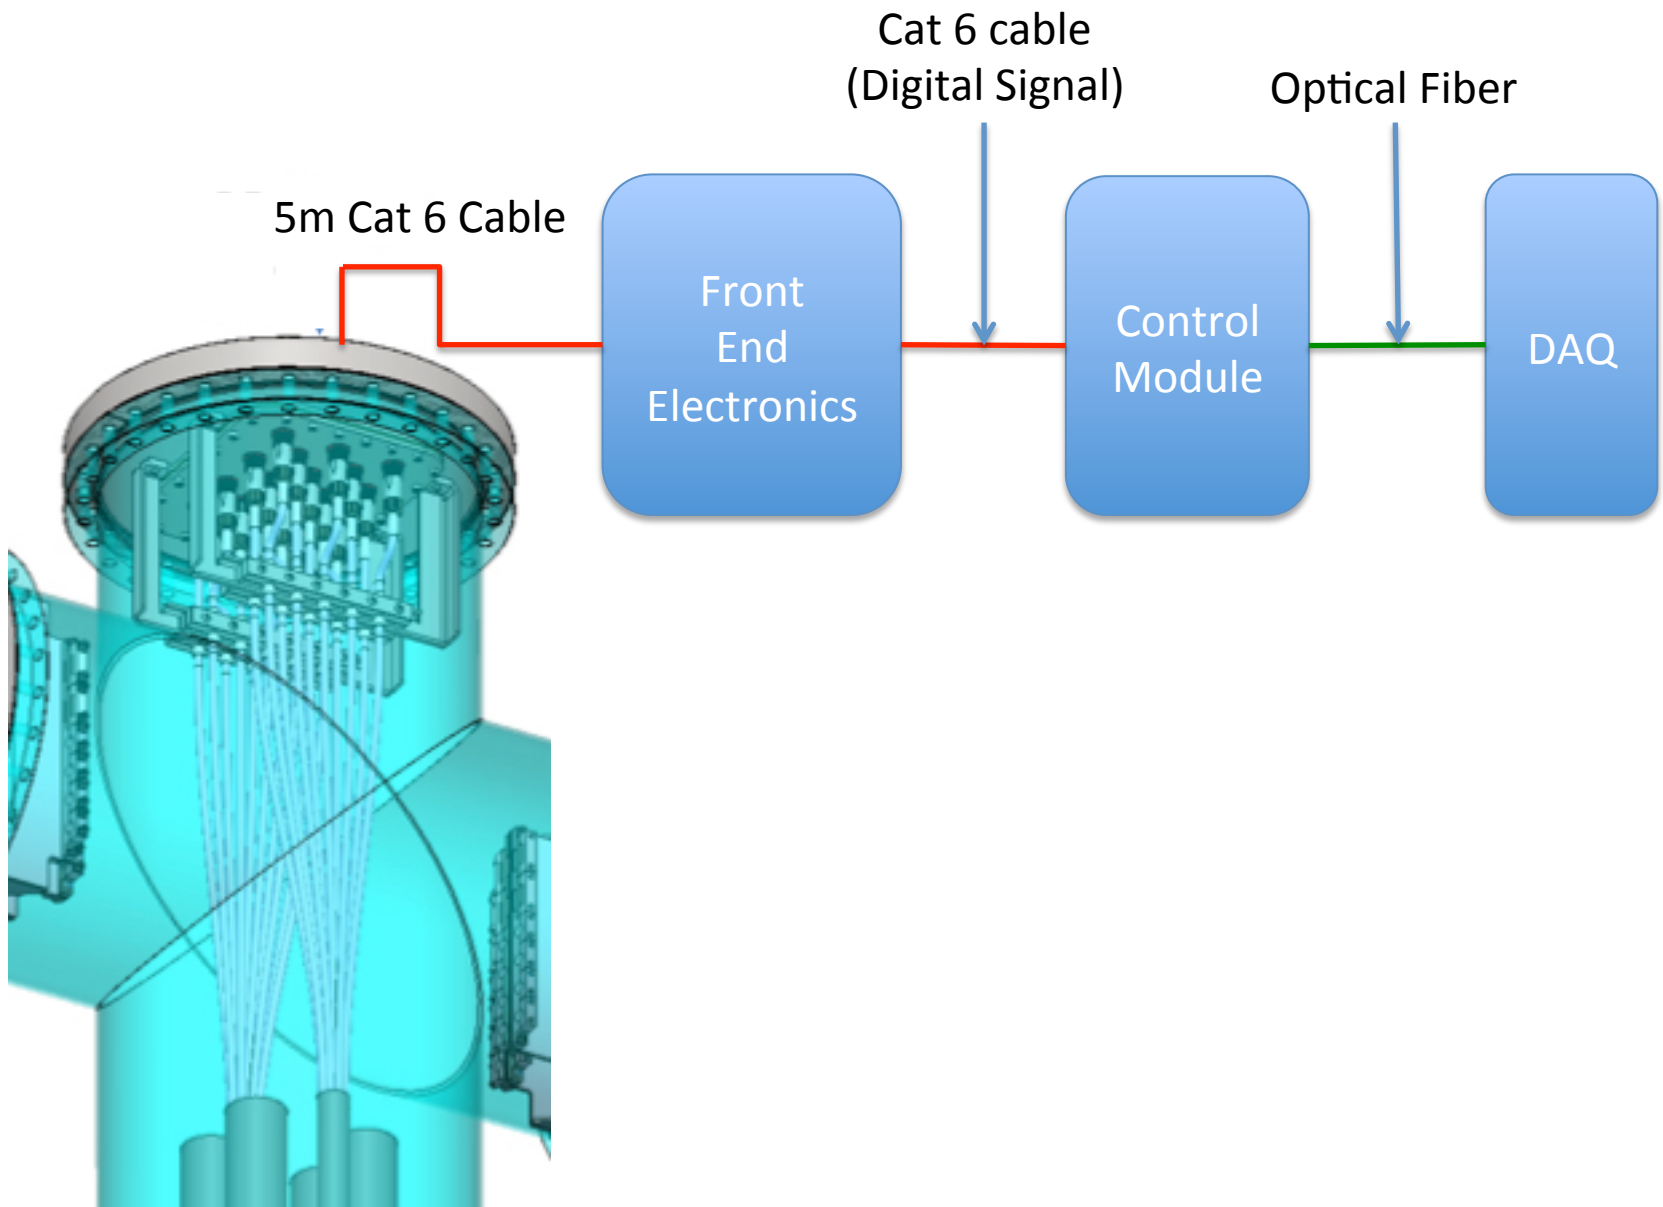 Cat 6 cable
(Digital Signal)
Optical Fiber
5m Cat 6 Cable
Front
End
Electronics
Control
Module
DAQ